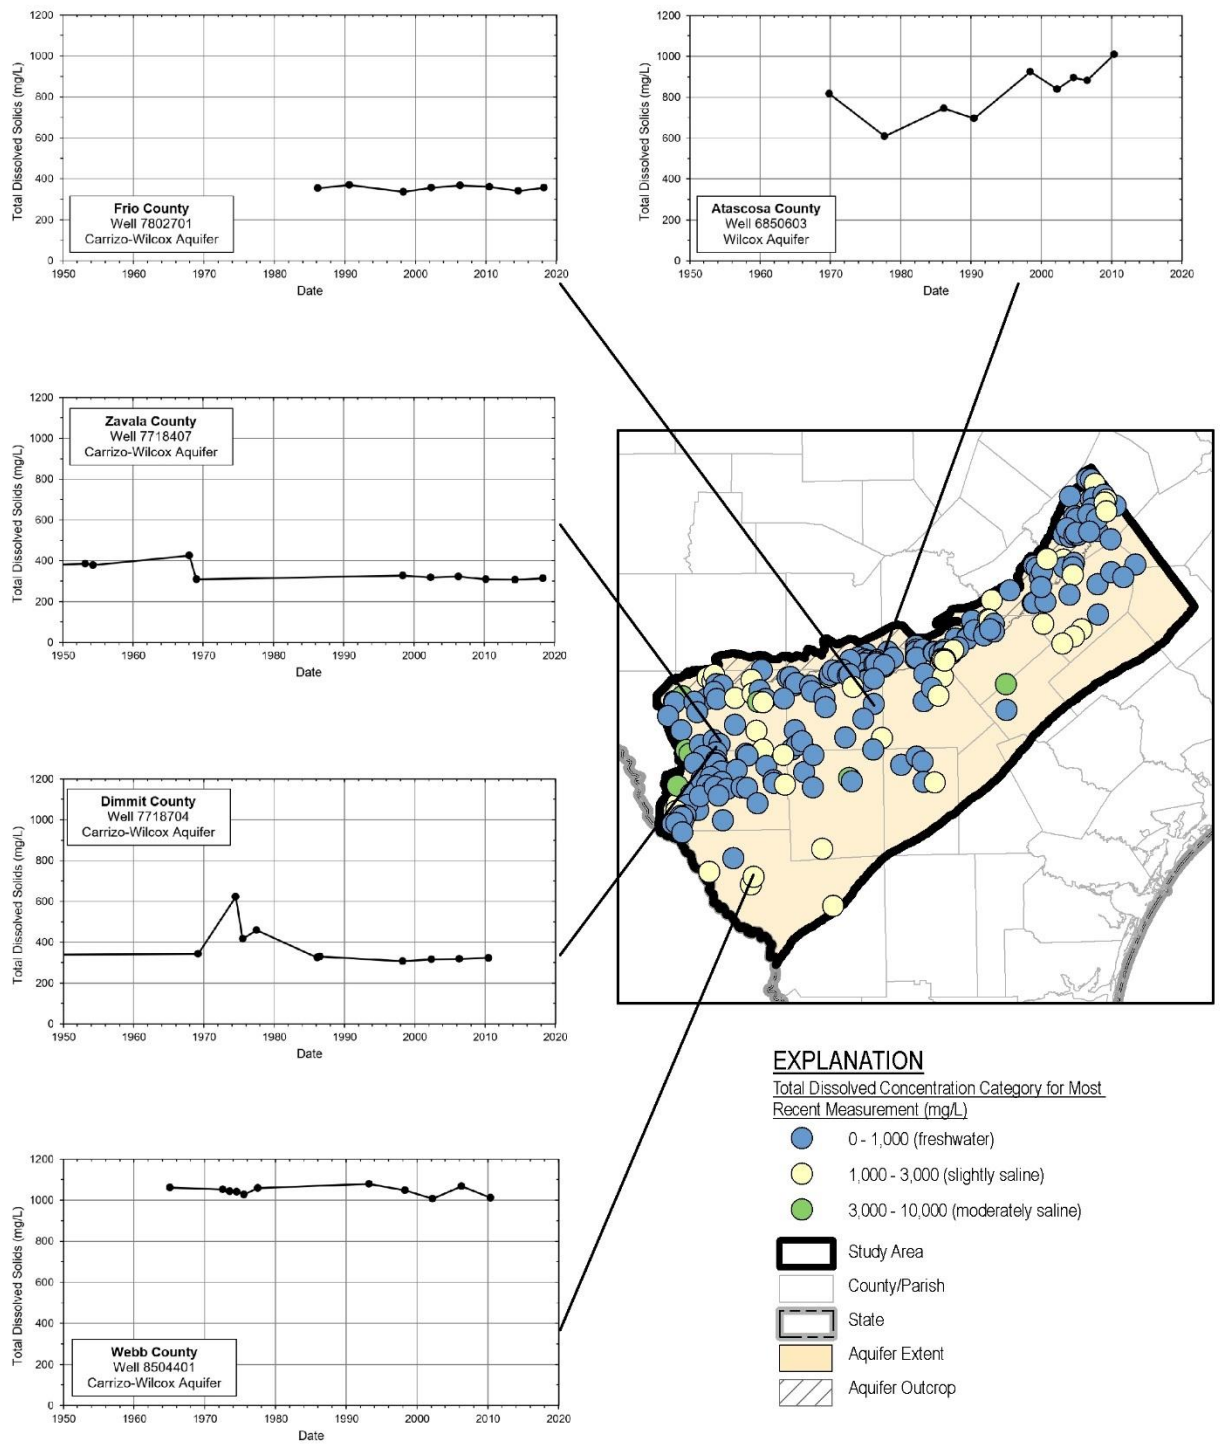 1200
1000
800
600
400
200
0
Total Dissolved Solids (mg/L)
Frio County
Well 7802701
Carrizo-Wilcox Aquifer
1950 1960 1970 1980 1990 2000 2010 2020
Date
1200
1000
800
600
400
200
0
Total Dissolved Solids (mg/L)
Atascosa County
Well 6850603
Wilcox Aquifer
1950 1960 1970 1980 1990 2000 2010 2020
Date
1200
1000
800
600
400
200
0
Total Dissolved Solids (mg/L)
Zavala County
Well 7718407
Carrizo-Wilcox Aquifer
1950 1960 1970 1980 1990 2000 2010 2020
Date
1200
1000
800
600
400
200
0
Total Dissolved Solids (mg/L)
Dimmit County
Well 7718704
Carrizo-Wilcox Aquifer
1950 1960 1970 1980 1990 2000 2010 2020
Date
1200
1000
800
600
400
200
0
Total Dissolved Solids (mg/L)
Webb County
Well 8504401
Carrizo-Wilcox Aquifer
1950 1960 1970 1980 1990 2000 2010 2020
Date
EXPLANATION
Total Dissolved Concentration Category for Most
Recent Measurement (mg/L)
0 - 1,000 (freshwater)
1,000 - 3,000 (slightly saline)
3,000 - 10,000 (moderately saline)
Study Area
County/Parish
State
Aquifer Extent
Aquifer Outcrop